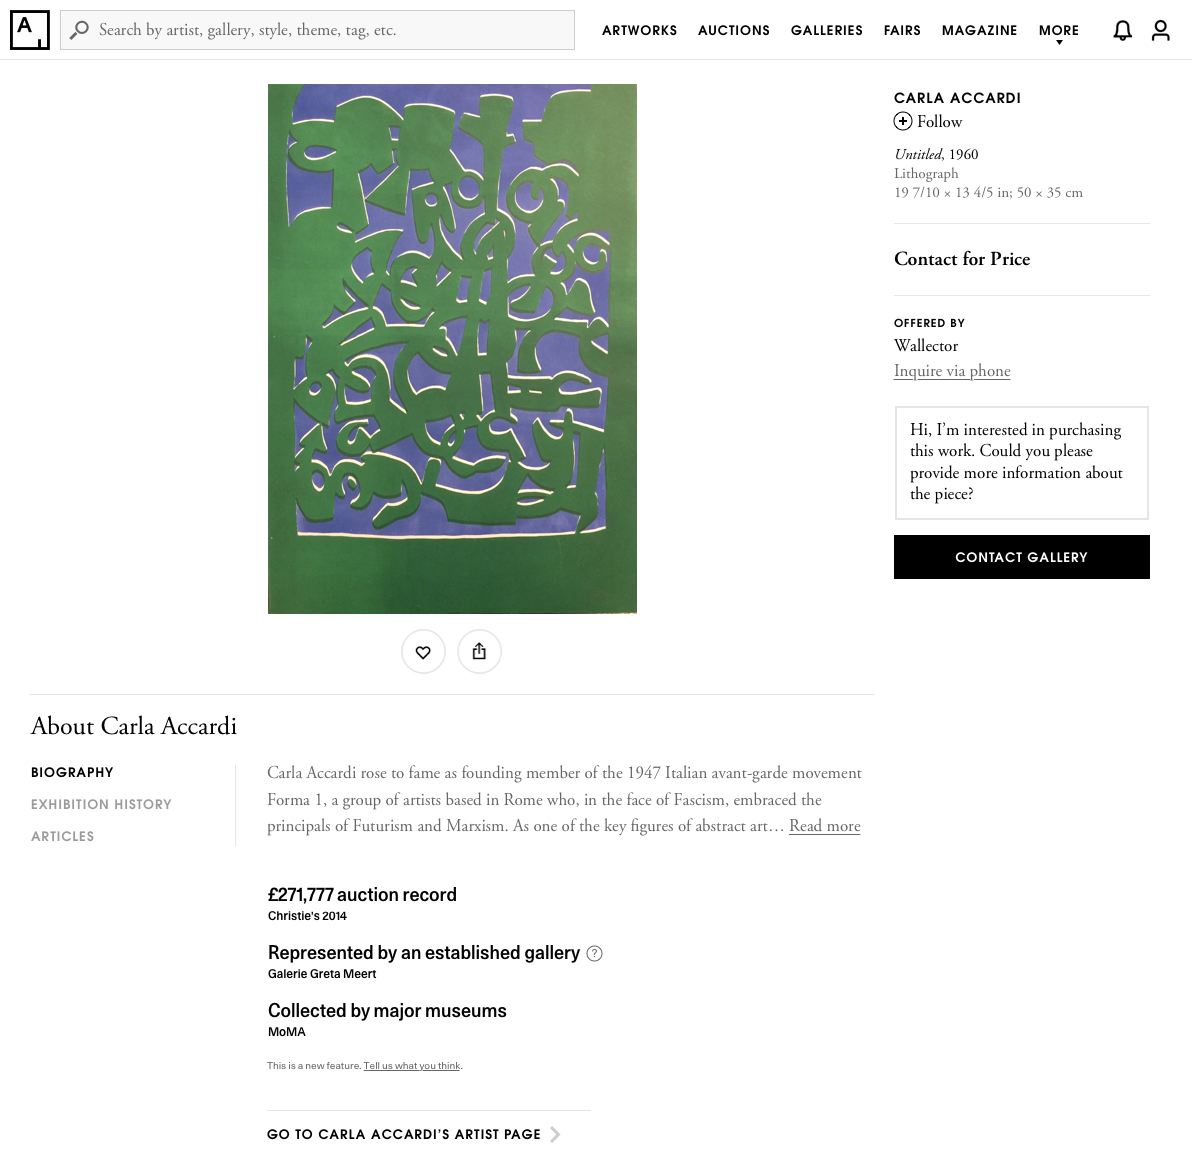 A
Search by artist, gallery, style, theme, tag, etc.
ARTWORKS AUCTIONS GALLERIES FAIRS MAGAZINE MORE
CARLA ACCARDI
Follow
Untitled, 1960
Lithograph
19 7/10 × 13 4/5 in; 50 × 35 cm
Contact for Price
OFFERED BY
Wallector
Inquire via phone
Hi, I’m interested in purchasing
this work. Could you please
provide more information about
the piece?
CONTACT GALLERY
About Carla Accardi
BIOGRAPHY
EXHIBITION HISTORY
ARTICLES
Carla Accardi rose to fame as founding member of the 1947 Italian avant-garde movement
Forma 1, a group of artists based in Rome who, in the face of Fascism, embraced the
principals of Futurism and Marxism. As one of the key figures of abstract art… Read more
£271,777 auction record
Christie's 2014
Represented by an established gallery ?
Galerie Greta Meert
Collected by major museums
MoMA
This is a new feature. Tell us what you think.
GO TO CARLA ACCARDI’S ARTIST PAGE